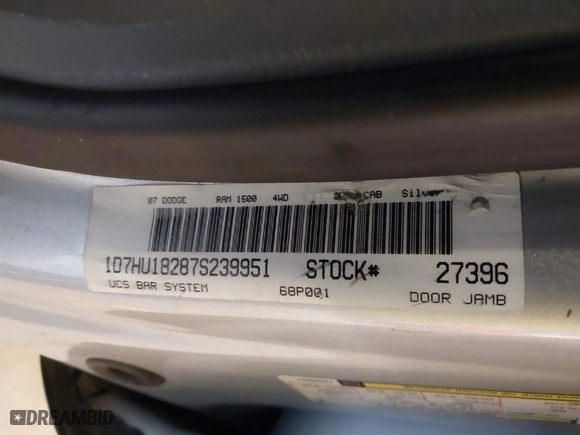 07 DODGE RAM 1500 4WD CAB Silver
1D7HU18287S239951 STOCK# 27396
UCS BAR SYSTEM 68P001 DOOR JAMB
DREAMBID